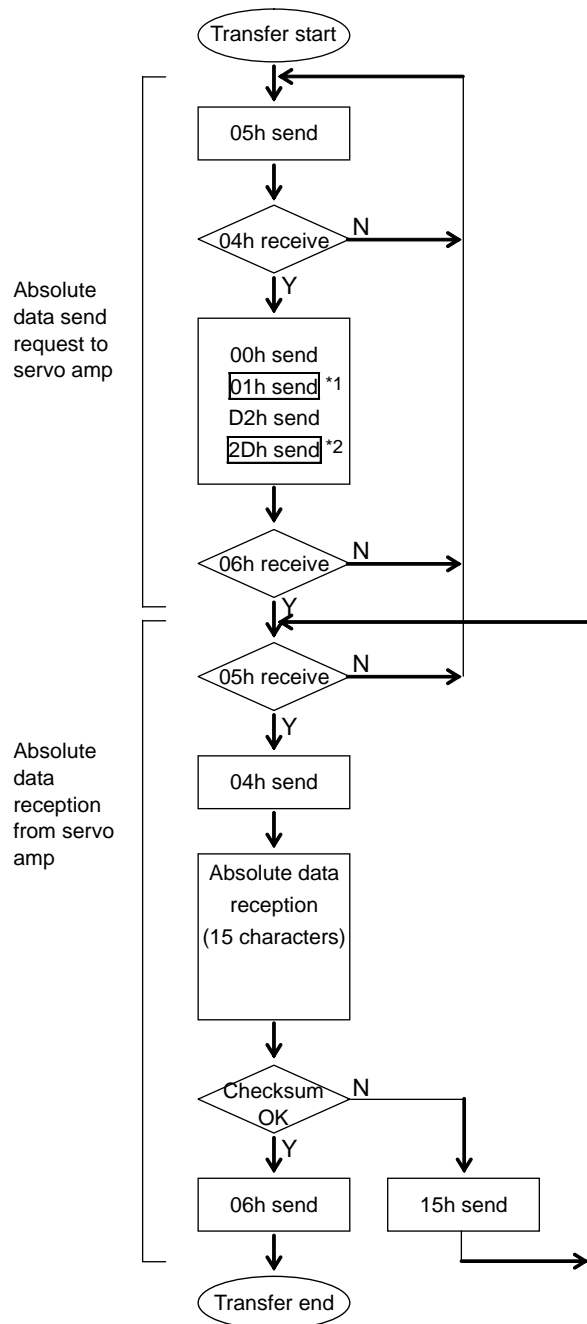 Transfer start
05h send
04h receive
N
Y
Absolute
data send
request to
servo amp
00h send
01h send *1
D2h send
2Dh send *2
06h receive
N
Y
05h receive
N
Y
Absolute
data
reception
from servo
amp
04h send
Absolute data
reception
(15 characters)
Checksum
OK
N
Y
06h send
15h send
Transfer end